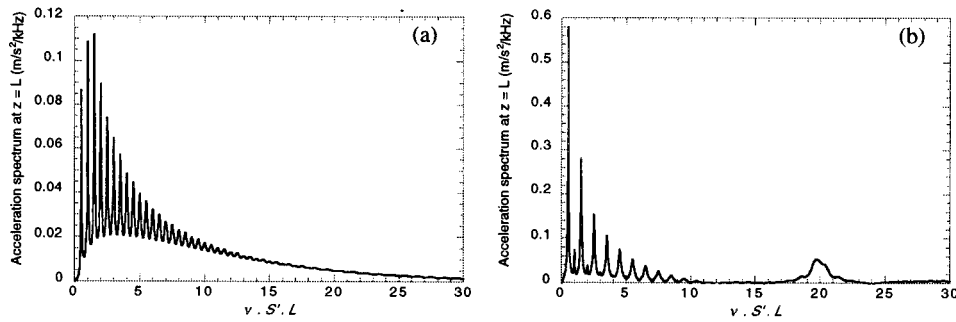 (a)
Acceleration spectrum at z = L (m/s²/kHz)
0.12
0.1
0.08
0.06
0.04
0.02
0
0 5 10 15 20 25 30
ν . S'. L
(b)
Acceleration spectrum at z = L (m/s²/kHz)
0.6
0.5
0.4
0.3
0.2
0.1
0
0 5 10 15 20 25 30
ν . S'. L